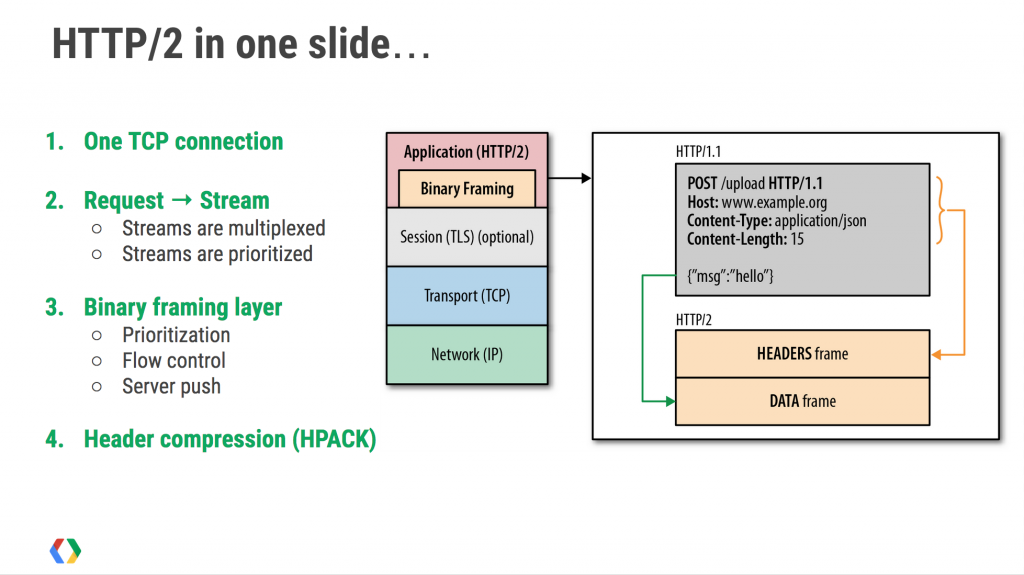 HTTP/2 in one slide…
1. One TCP connection
2. Request → Stream
○ Streams are multiplexed
○ Streams are prioritized
3. Binary framing layer
○ Prioritization
○ Flow control
○ Server push
4. Header compression (HPACK)
Application (HTTP/2)
Binary Framing
Session (TLS) (optional)
Transport (TCP)
Network (IP)
HTTP/1.1
POST /upload HTTP/1.1
Host: www.example.org
Content-Type: application/json
Content-Length: 15
{"msg":"hello"}
HTTP/2
HEADERS frame
DATA frame